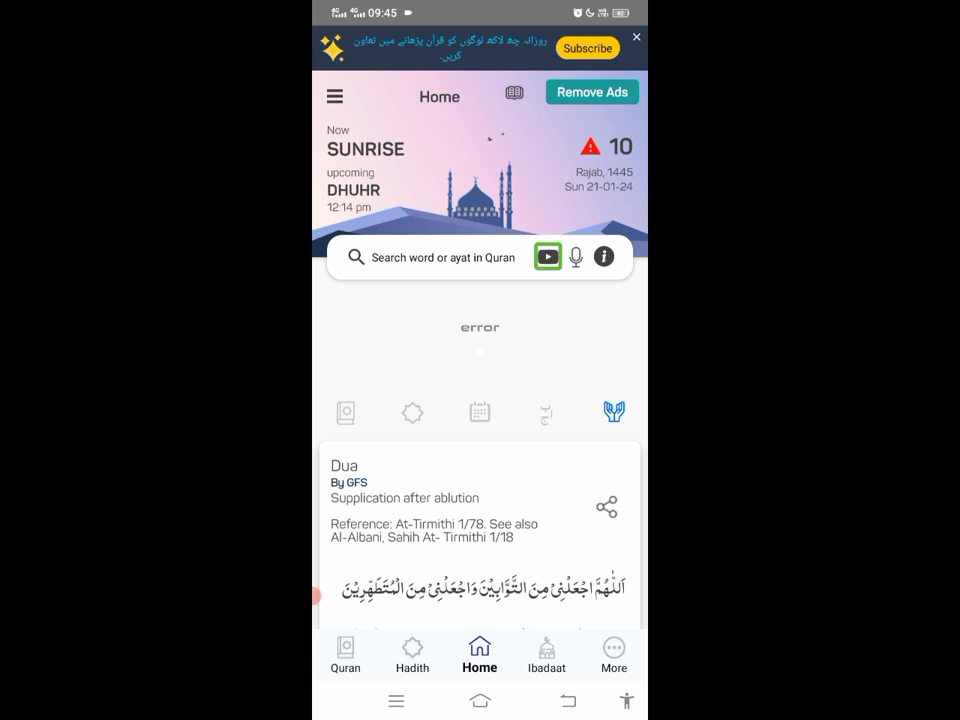 09:45
روزانہ چھ لاکھ لوگوں کو قرآن پڑھانے میں تعاون
کریں۔
Subscribe
Home
Remove Ads
Now
SUNRISE
10
upcoming
Rajab, 1445
DHUHR
Sun 21-01-24
12:14 pm
Search word or ayat in Quran
error
Dua
By GFS
Supplication after ablution
Reference: At-Tirmithi 1/78. See also
Al-Albani, Sahih At- Tirmithi 1/18
اَللّٰهُمَّ اجْعَلْنِیْ مِنَ التَّوَّابِیْنَ وَاجْعَلْنِیْ مِنَ الْمُتَطَهِّرِیْنَ
Quran
Hadith
Home
Ibadaat
More